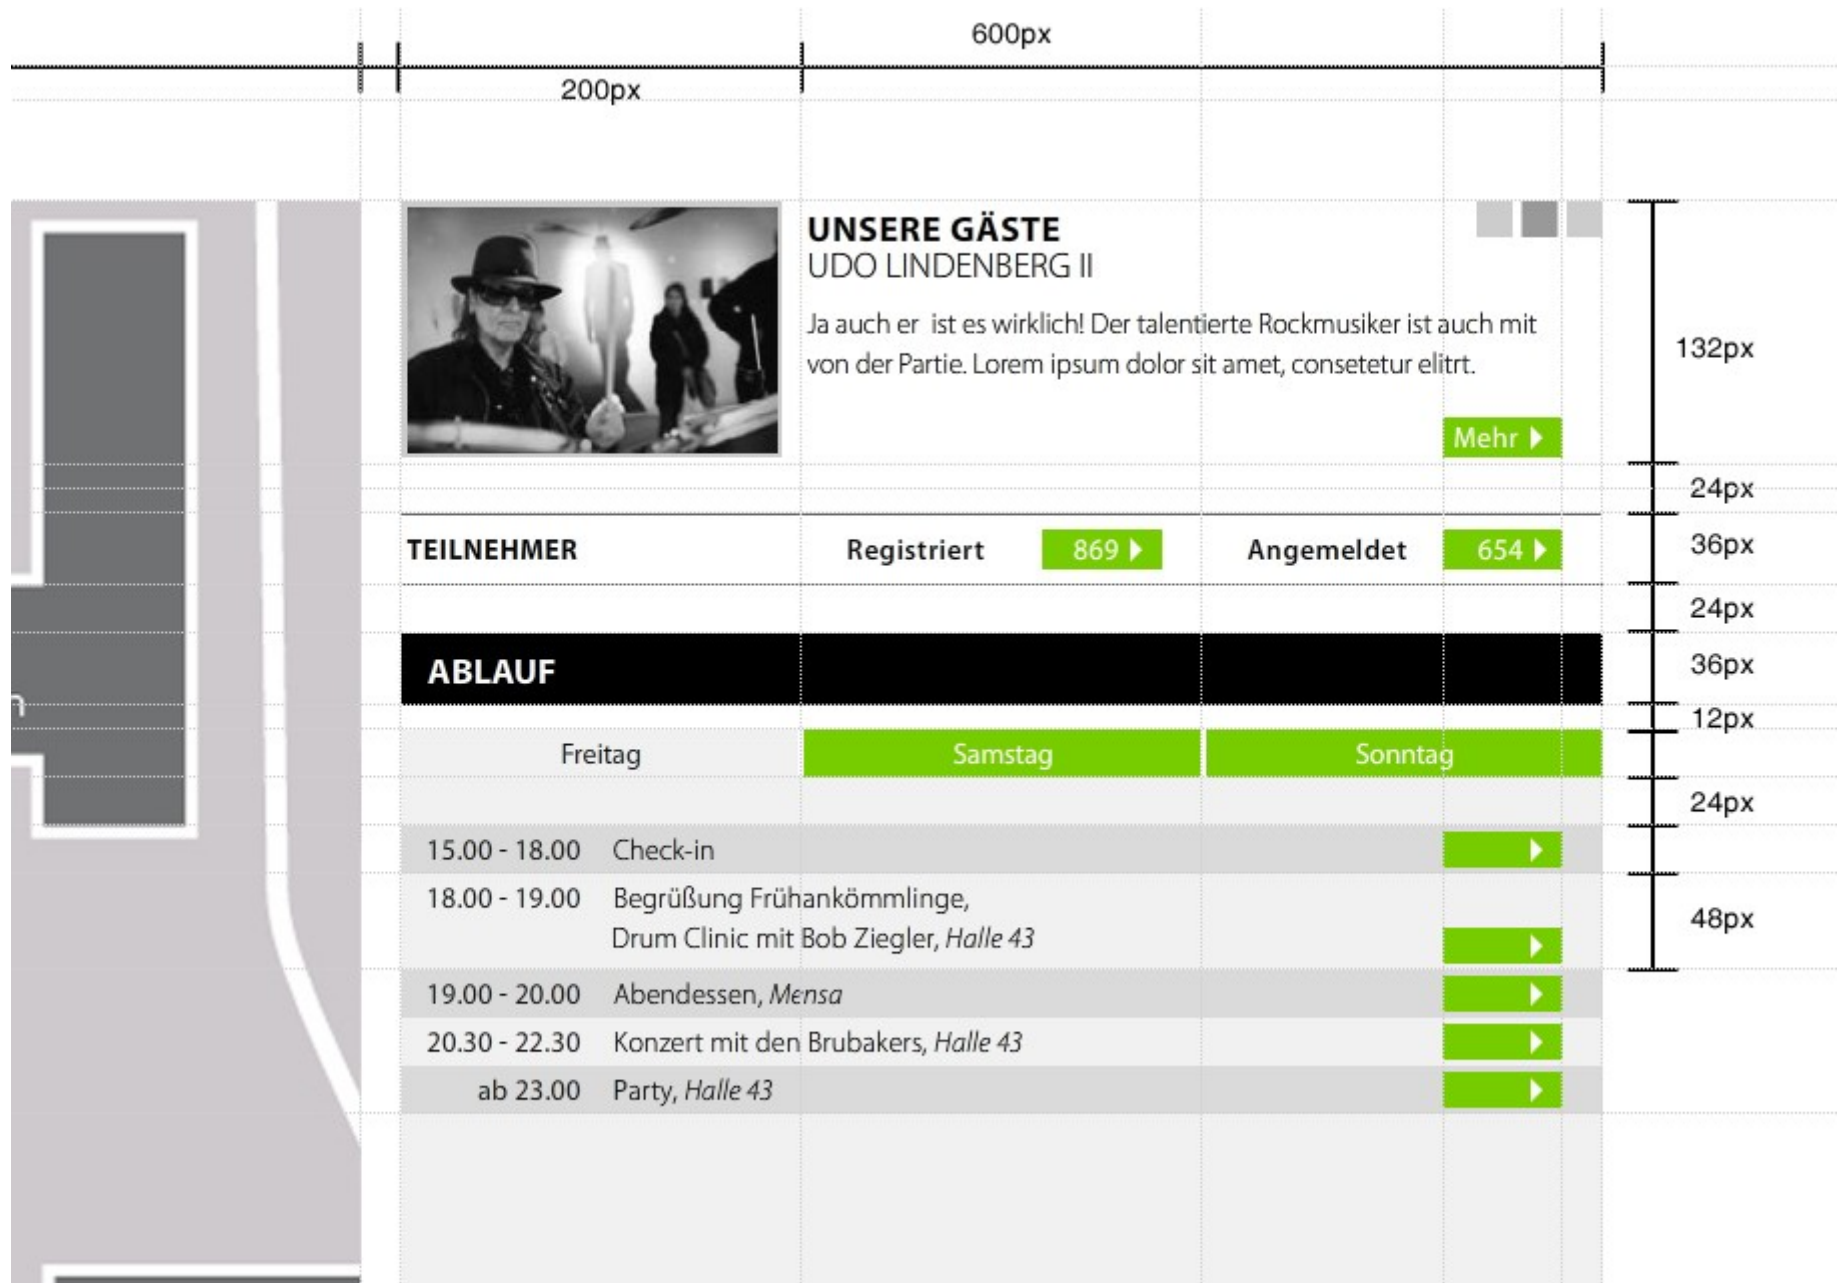 600px
200px
UNSERE GÄSTE
UDO LINDENBERG II
Ja auch er  ist es wirklich! Der talentierte Rockmusiker ist auch mit
von der Partie. Lorem ipsum dolor sit amet, consetetur elitrt.
132px
Mehr
24px
TEILNEHMER Registriert 869 Angemeldet 654
36px
24px
ABLAUF
36px
12px
Freitag Samstag Sonntag
24px
15.00 - 18.00 Check-in
18.00 - 19.00 Begrüßung Frühankömmlinge,
Drum Clinic mit Bob Ziegler, Halle 43
48px
19.00 - 20.00 Abendessen, Mensa
20.30 - 22.30 Konzert mit den Brubakers, Halle 43
ab 23.00 Party, Halle 43